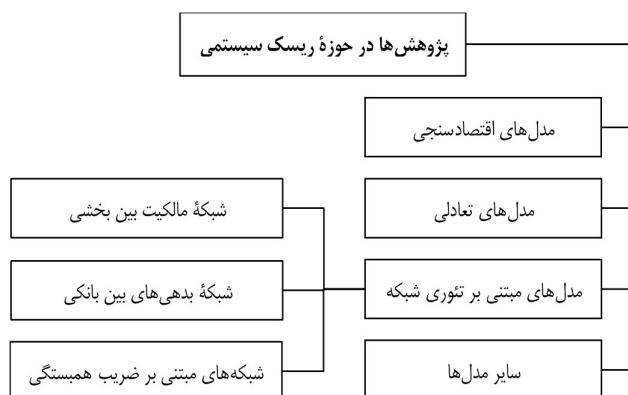 پژوهش‌ها در حوزهٔ ریسک سیستمی
مدل‌های اقتصادسنجی
مدل‌های تعادلی
شبکهٔ مالکیت بین بخشی
مدل‌های مبتنی بر تئوری شبکه
شبکهٔ بدهی‌های بین بانکی
سایر مدل‌ها
شبکه‌های مبتنی بر ضریب همبستگی